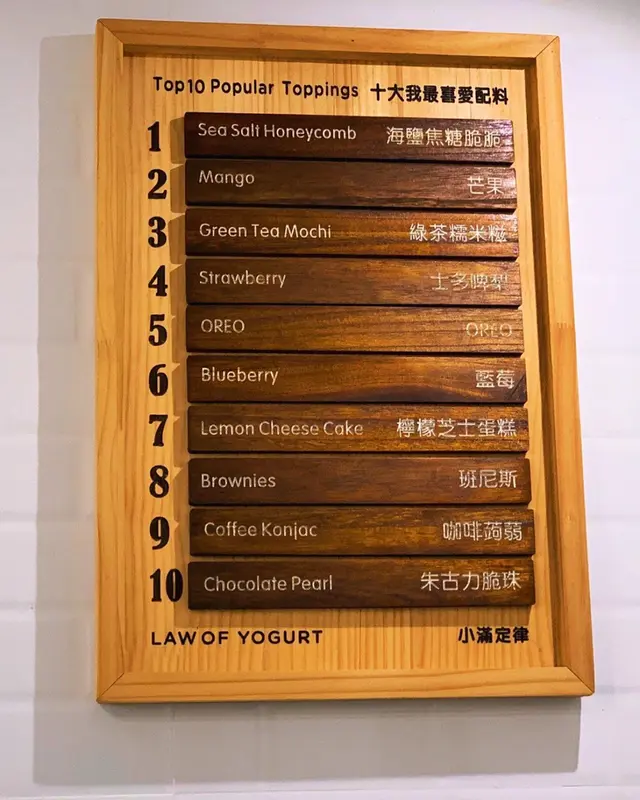 Top10 Popular Toppings 十大我最喜愛配料
1 Sea Salt Honeycomb 海鹽焦糖脆脆
2 Mango 芒果
3 Green Tea Mochi 綠茶糯米糍
4 Strawberry 士多啤梨
5 OREO OREO
6 Blueberry 藍莓
7 Lemon Cheese Cake 檸檬芝士蛋糕
8 Brownies 班尼斯
9 Coffee Konjac 咖啡蒟蒻
10 Chocolate Pearl 朱古力脆珠
LAW OF YOGURT 小滿定律